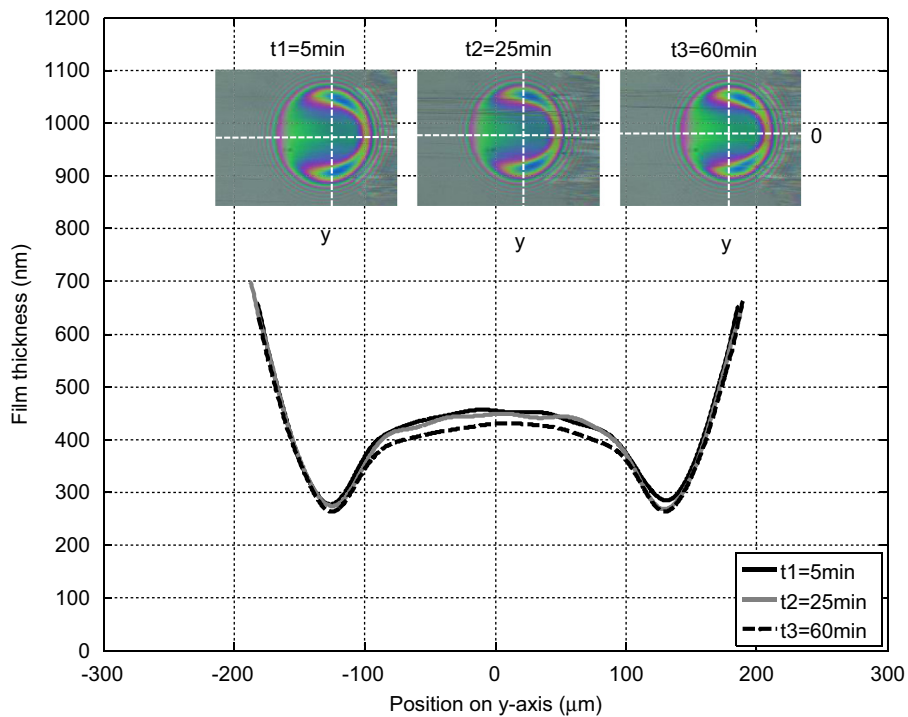 1200
1100
1000
900
800
700
600
500
400
300
200
100
0
Film thickness (nm)
t1=5min
t2=25min
t3=60min
0
y
y
y
t1=5min
t2=25min
t3=60min
-300
-200
-100
0
100
200
300
Position on y-axis (μm)